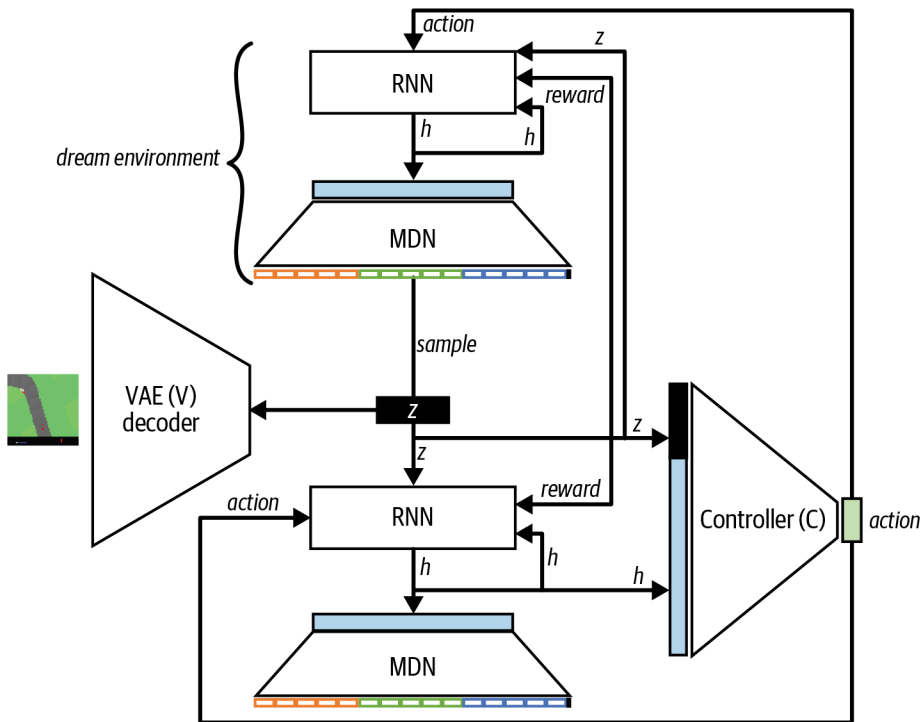 action
z
RNN
reward
h
h
dream environment
MDN
sample
VAE (V)
decoder
z
z
z
action
reward
RNN
Controller (C)
action
h
h
h
MDN